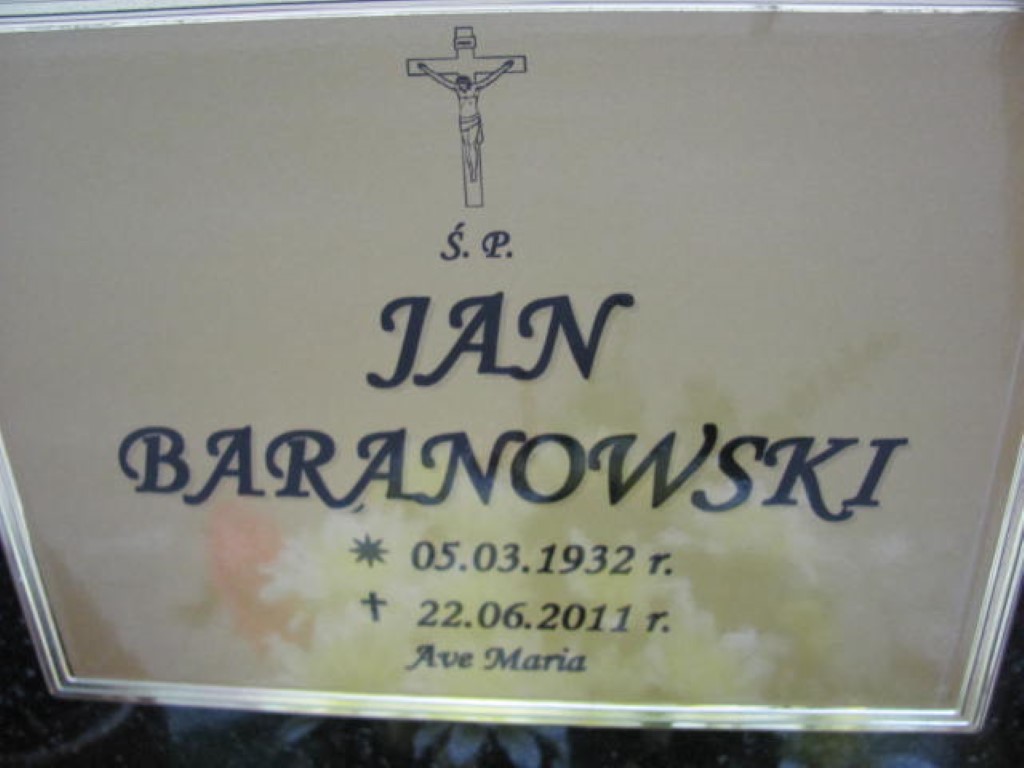 Ś. P.
JAN
BARANOWSKI
✷ 05.03.1932 r.
✝ 22.06.2011 r.
Ave Maria